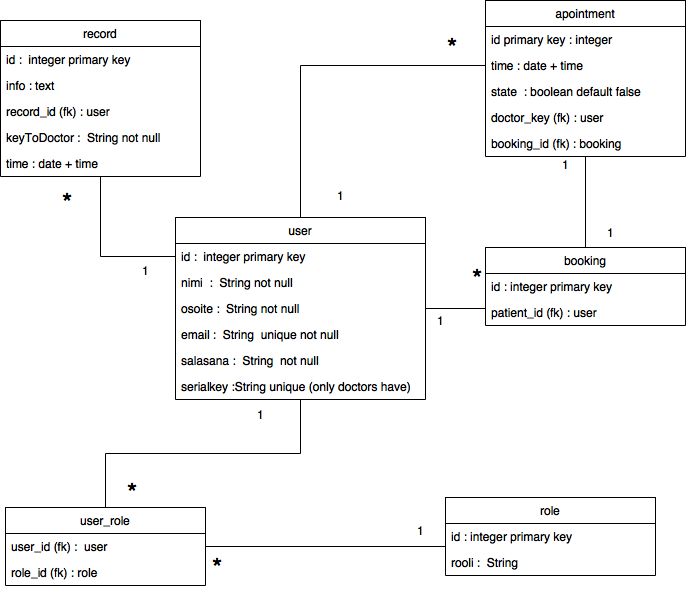 record
id : integer primary key
info : text
record_id (fk) : user
keyToDoctor : String not null
time : date + time
*
1
apointment
id primary key : integer
time : date + time
state : boolean default false
doctor_key (fk) : user
booking_id (fk) : booking
*
1
1
1
user
id : integer primary key
nimi : String not null
osoite : String not null
email : String unique not null
salasana : String not null
serialkey :String unique (only doctors have)
booking
id : integer primary key
patient_id (fk) : user
*
1
1
*
user_role
user_id (fk) : user
role_id (fk) : role
*
1
role
id : integer primary key
rooli : String